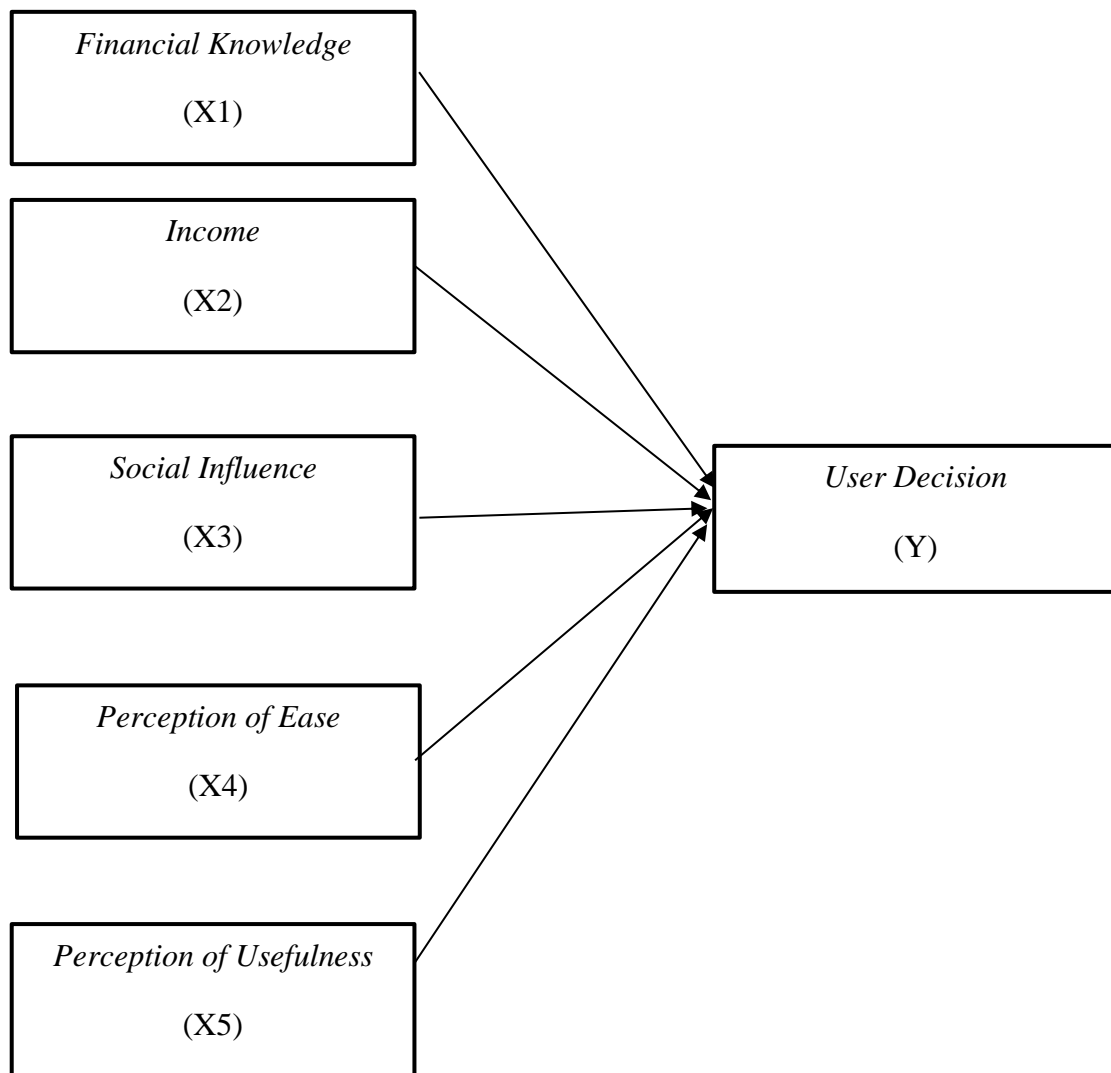 Financial Knowledge
(X1)
Income
(X2)
Social Influence
(X3)
User Decision
(Y)
Perception of Ease
(X4)
Perception of Usefulness
(X5)